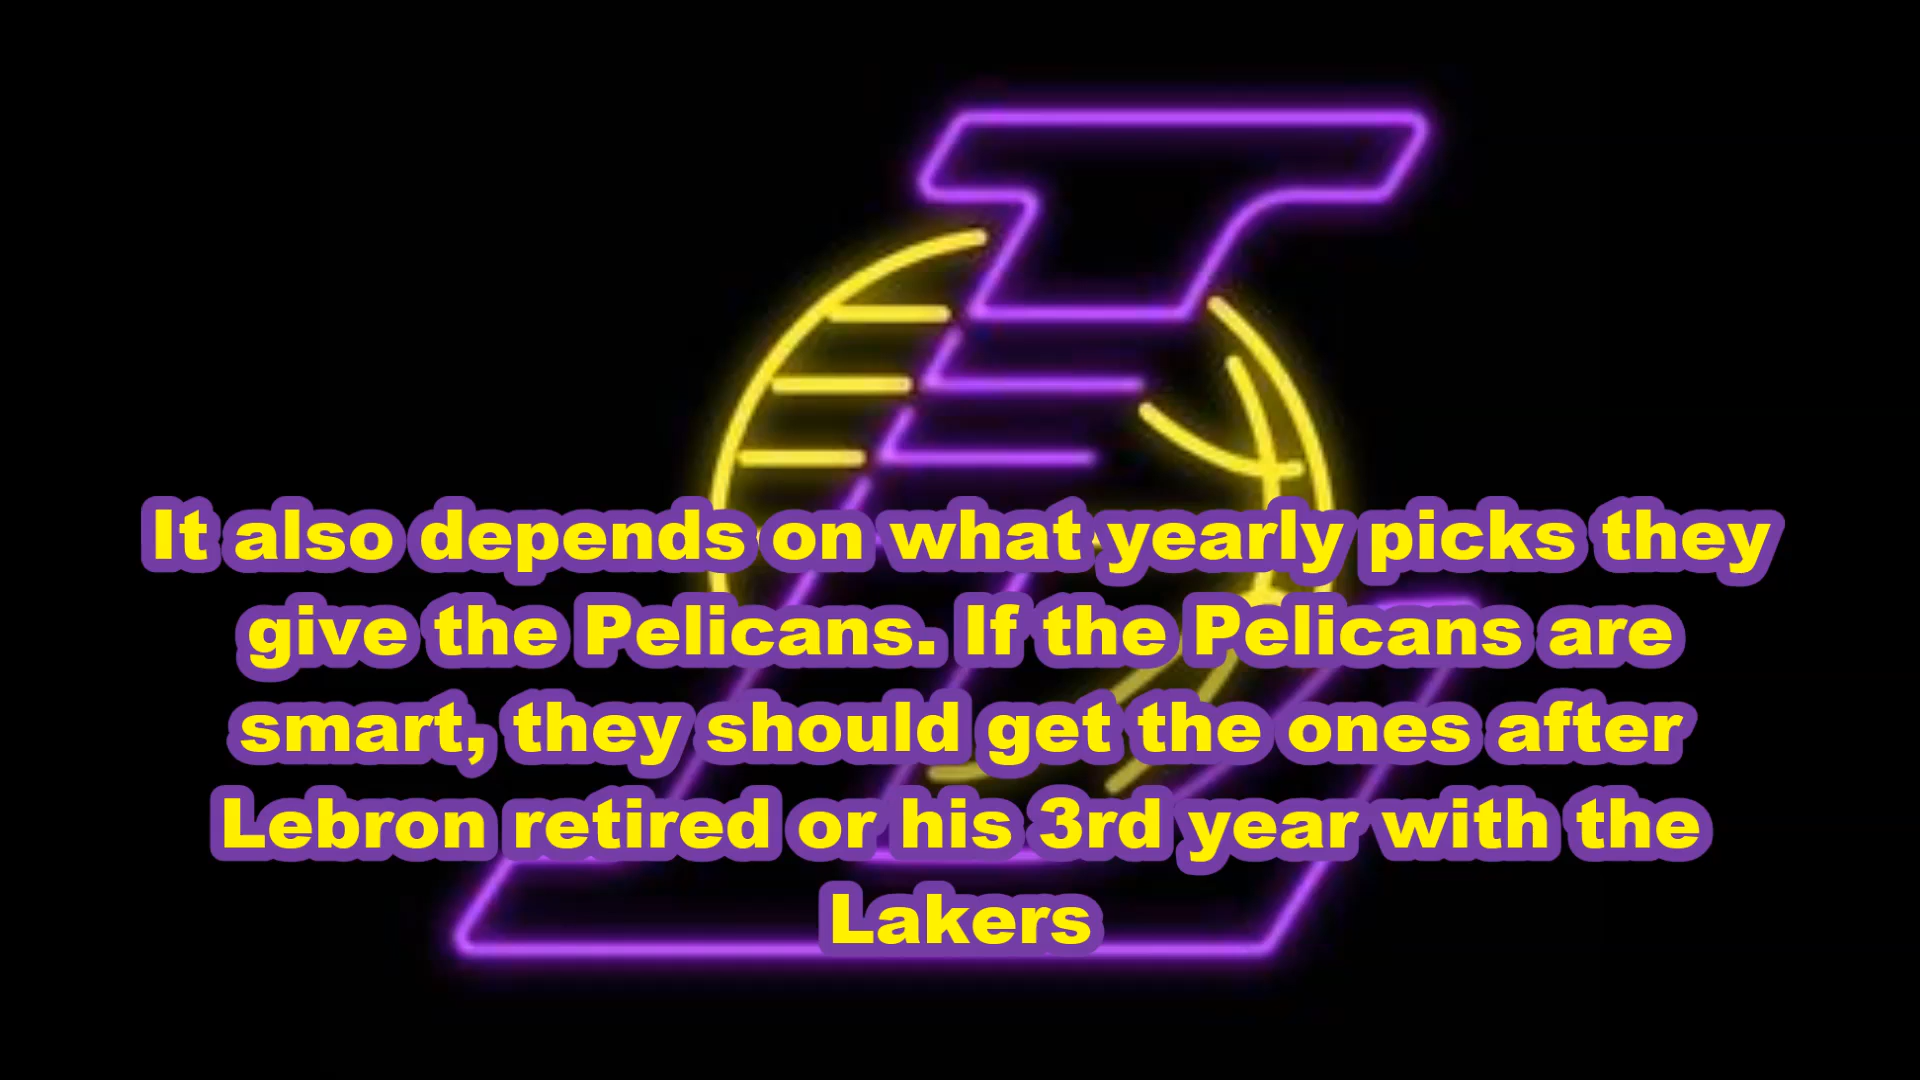 It also depends on what yearly picks they
give the Pelicans. If the Pelicans are
smart, they should get the ones after
Lebron retired or his 3rd year with the
Lakers